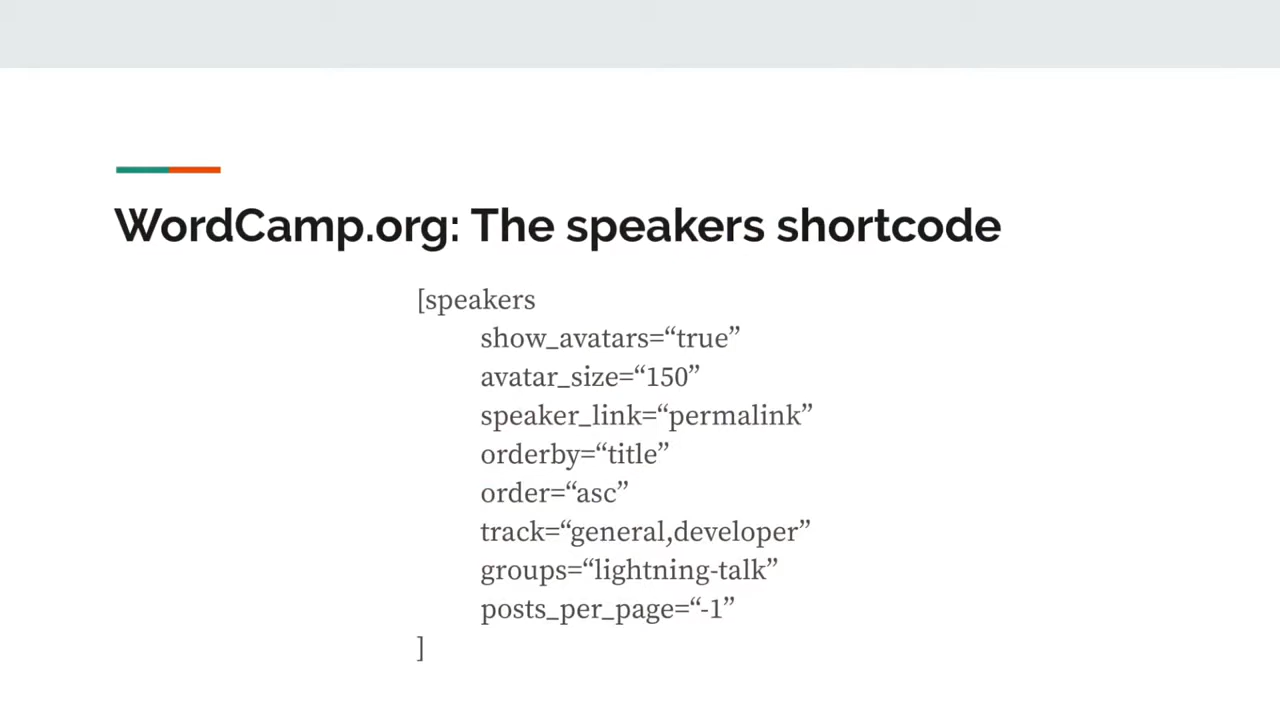 WordCamp.org: The speakers shortcode
[speakers
show_avatars=“true”
avatar_size=“150”
speaker_link=“permalink”
orderby=“title”
order=“asc”
track=“general,developer”
groups=“lightning-talk”
posts_per_page=“-1”
]